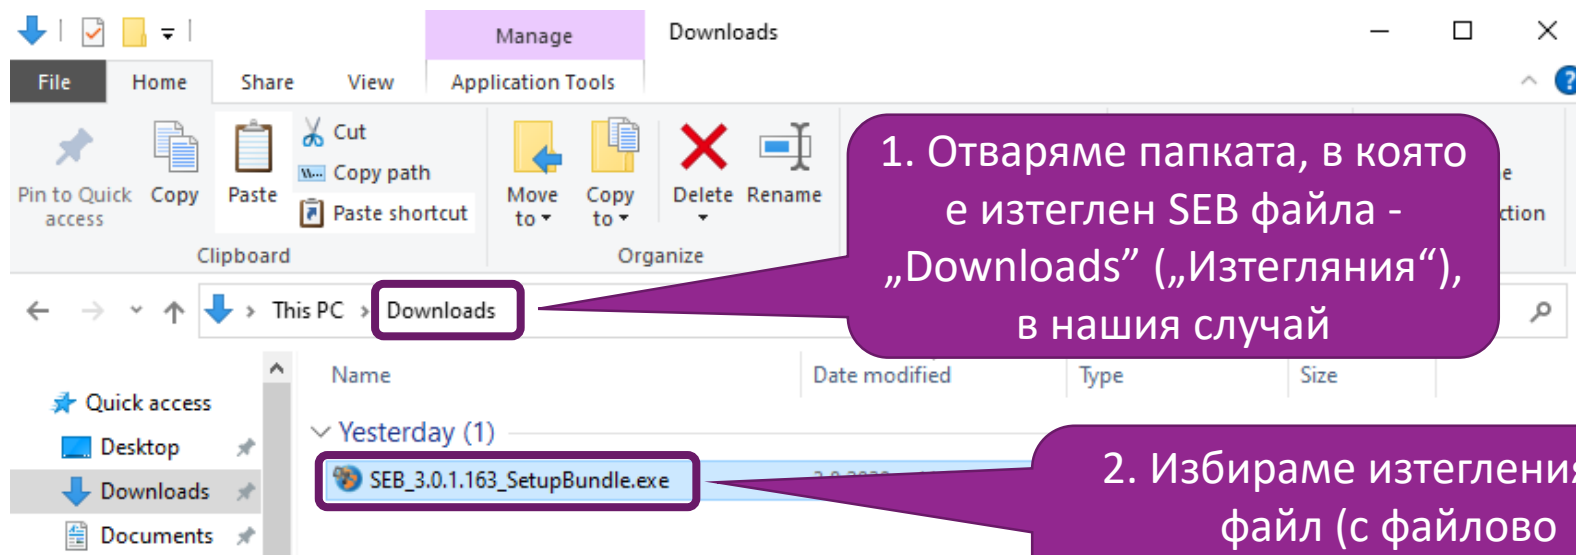 Manage
Downloads
File
Home
Share
View
Application Tools
Pin to Quick access
Copy
Paste
Cut
Copy path
Paste shortcut
Move to
Copy to
Delete
Rename
Clipboard
Organize
1. Отваряме папката, в която
е изтеглен SEB файла -
„Downloads” („Изтегляния“),
в нашия случай
This PC
Downloads
Name
Date modified
Type
Size
Quick access
Desktop
Downloads
Documents
Yesterday (1)
SEB_3.0.1.163_SetupBundle.exe
2. Избираме изтегления
файл (с файлово